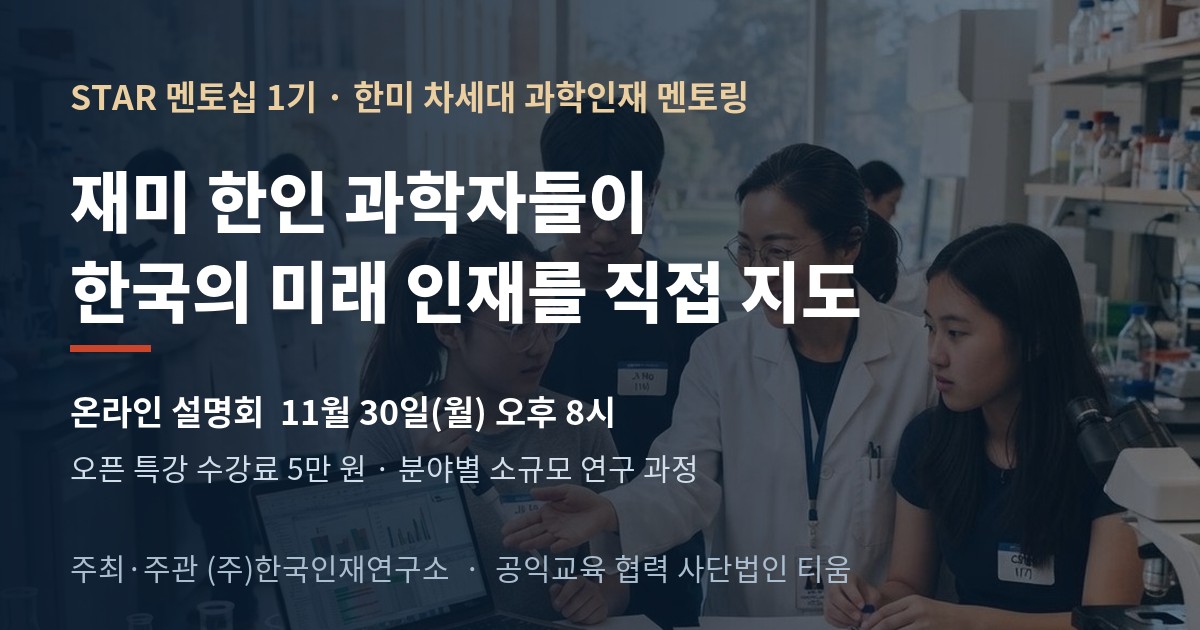 STAR 멘토십 1기 · 한미 차세대 과학인재 멘토링
재미 한인 과학자들이
한국의 미래 인재를 직접 지도
온라인 설명회 11월 30일(월) 오후 8시
오픈 특강 수강료 5만 원 · 분야별 소규모 연구 과정
주최·주관 (주)한국인재연구소 · 공익교육 협력 사단법인 티움